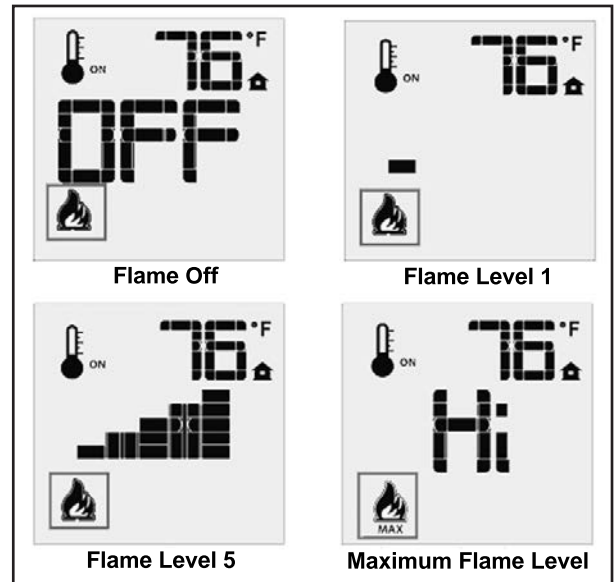 76 °F
ON
OFF
Flame Off
76 °F
ON
Flame Level 1
76 °F
ON
Flame Level 5
76 °F
ON
Hi
MAX
Maximum Flame Level